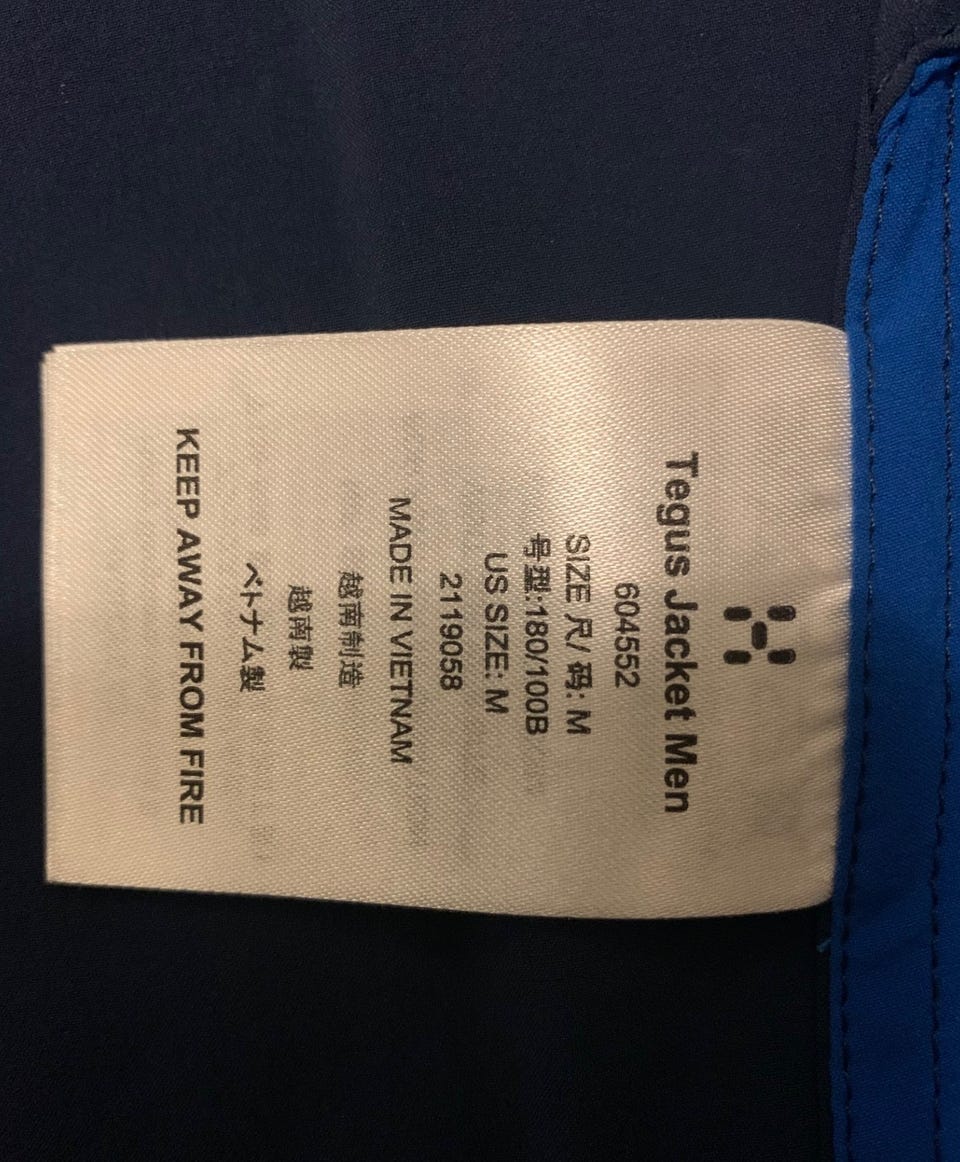 Tegus Jacket Men
604552
SIZE 尺/ 码: M
号型:180/100B
US SIZE: M
2119058
MADE IN VIETNAM
越南制造
越南製
ベトナム製
KEEP AWAY FROM FIRE